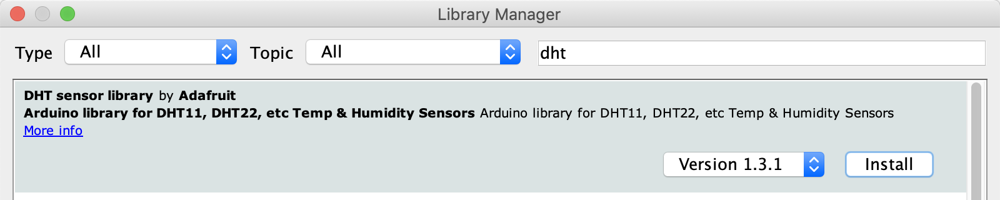 Library Manager
Type All Topic All dht
DHT sensor library by Adafruit
Arduino library for DHT11, DHT22, etc Temp & Humidity Sensors Arduino library for DHT11, DHT22, etc Temp & Humidity Sensors
More info
Version 1.3.1 Install